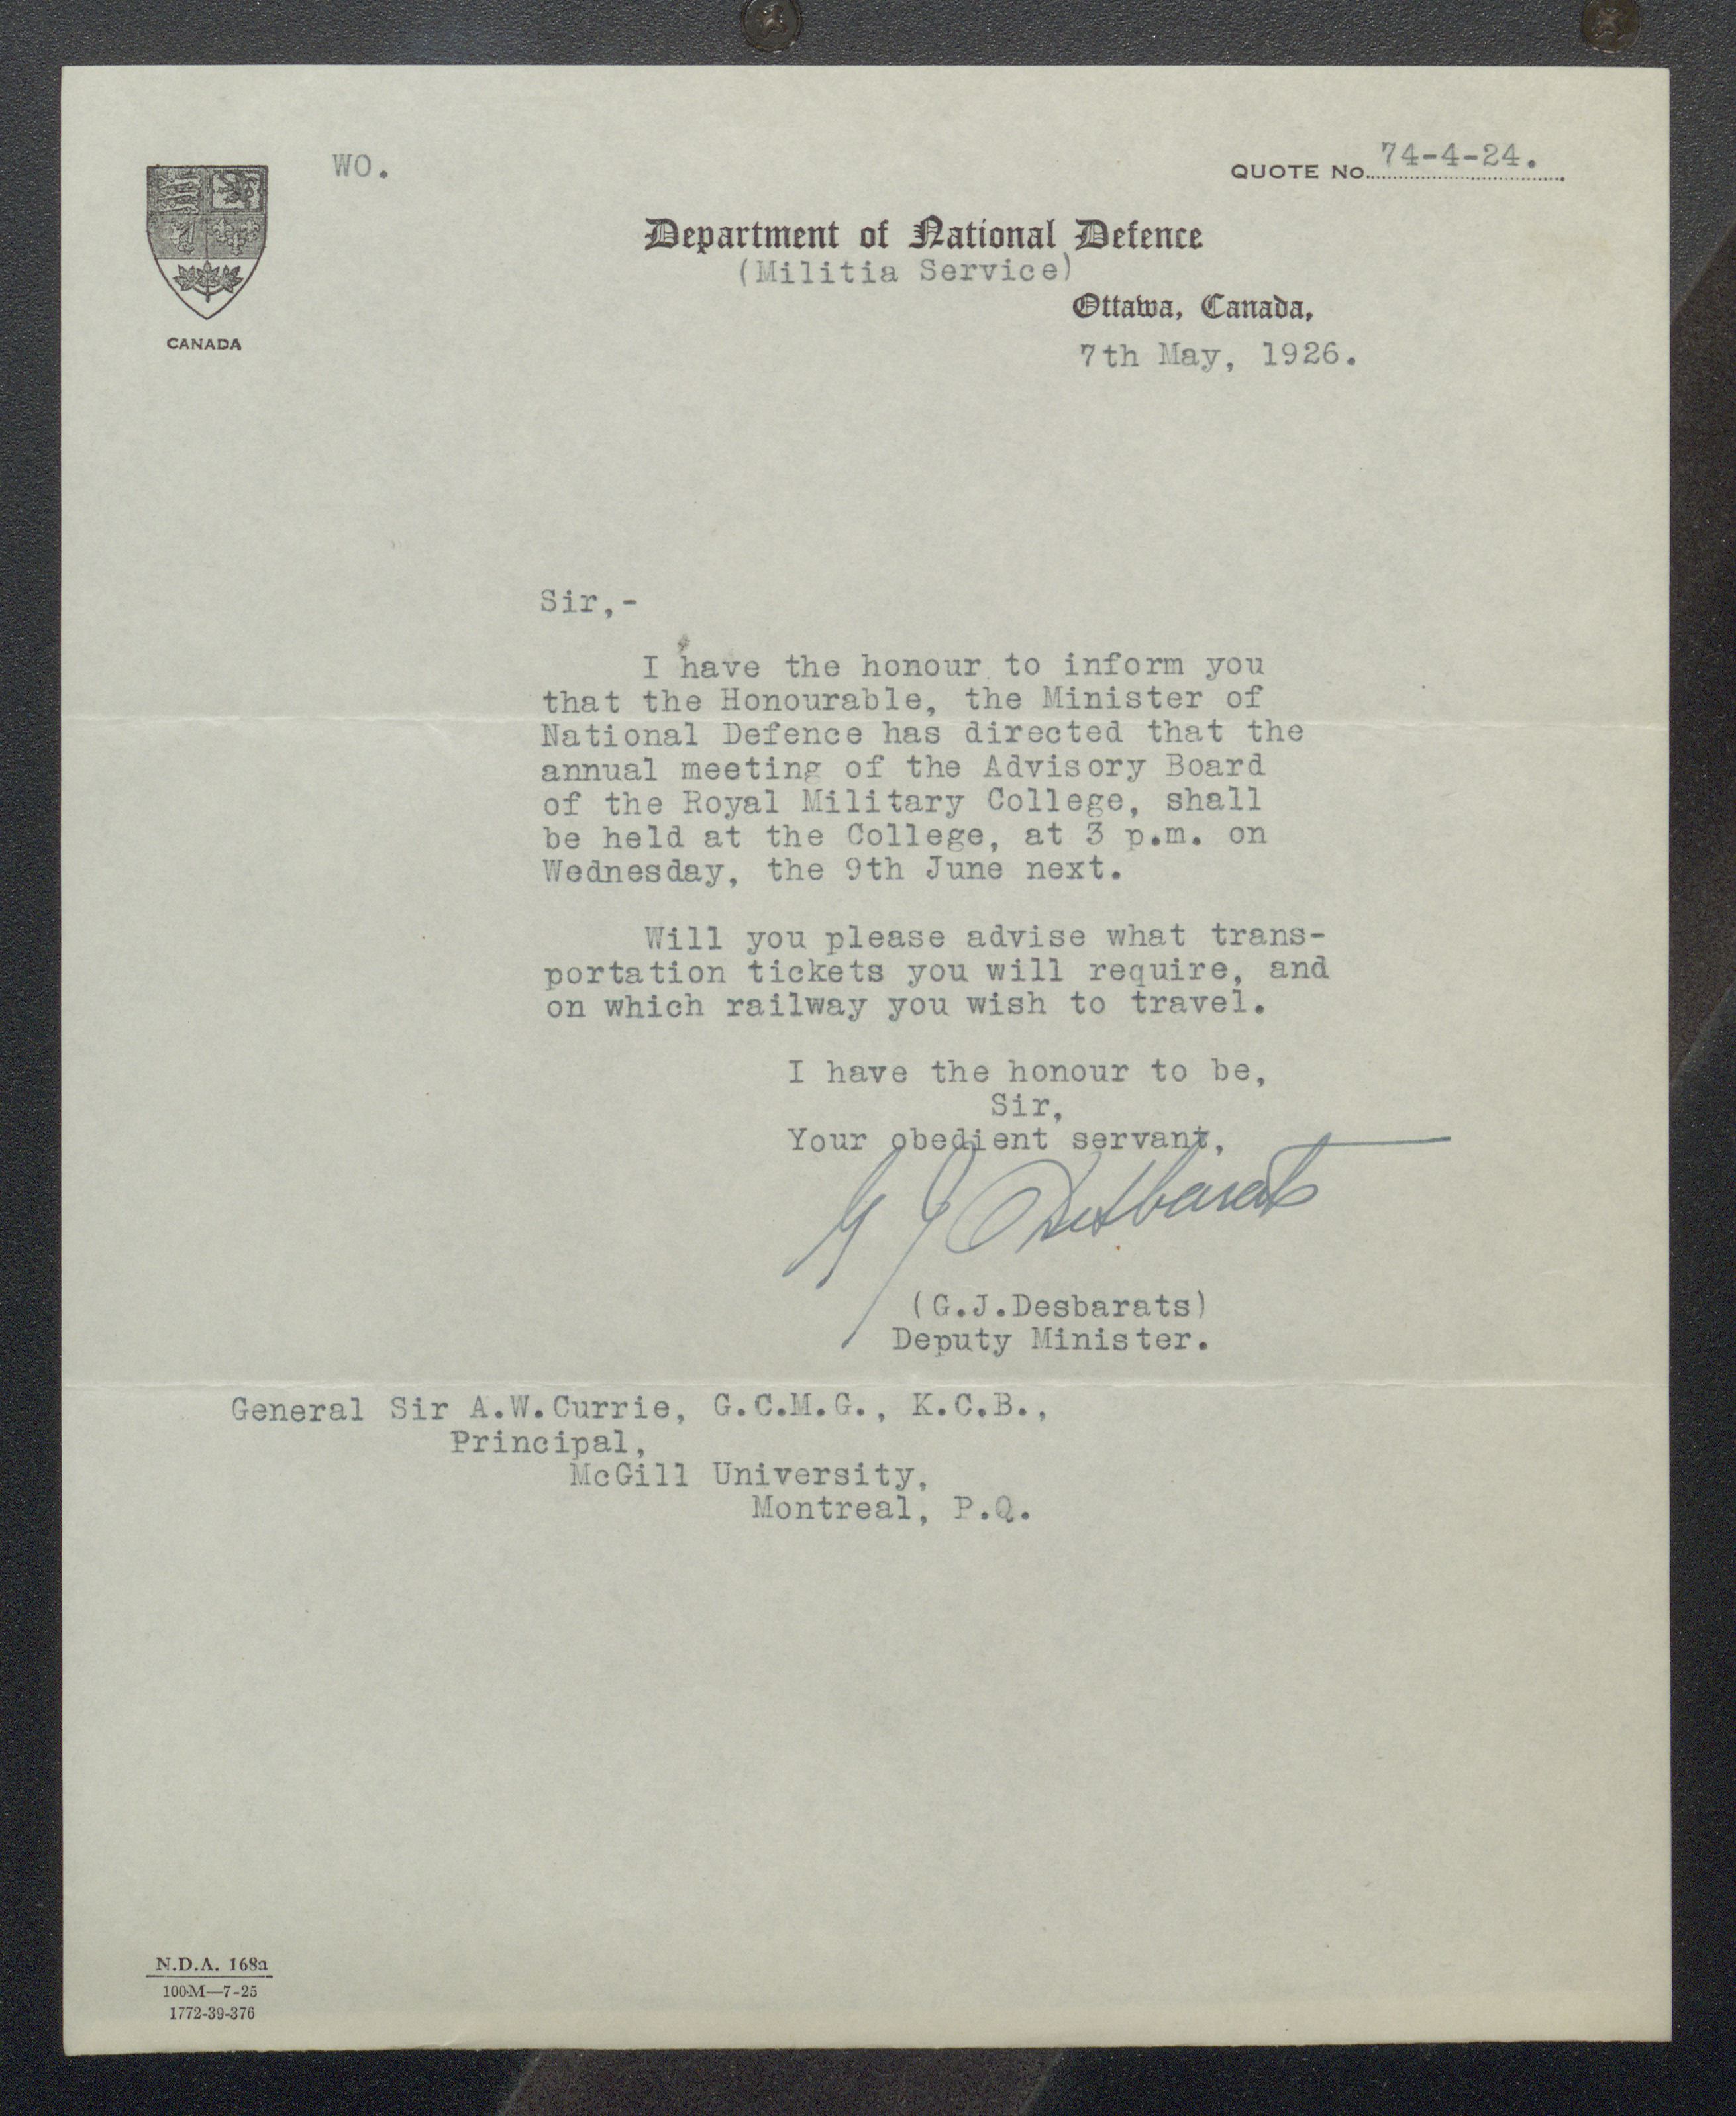 WO.
QUOTE NO. 74-4-24.
Department of National Defence
(Militia Service)
Ottawa, Canada,
CANADA
7th May, 1926.
Sir,-
I have the honour to inform you
that the Honourable, the Minister of
National Defence has directed that the
annual meeting of the Advisory Board
of the Royal Military College, shall
be held at the College, at 3 p.m. on
Wednesday, the 9th June next.
Will you please advise what trans-
portation tickets you will require, and
on which railway you wish to travel.
I have the honour to be,
Sir,
Your obedient servant,
G J Desbarats
(G.J.Desbarats)
Deputy Minister.
General Sir A.W.Currie, G.C.M.G., K.C.B.,
Principal,
McGill University,
Montreal, P.Q.
N.D.A. 168a
100M—7-25
1772-39-376